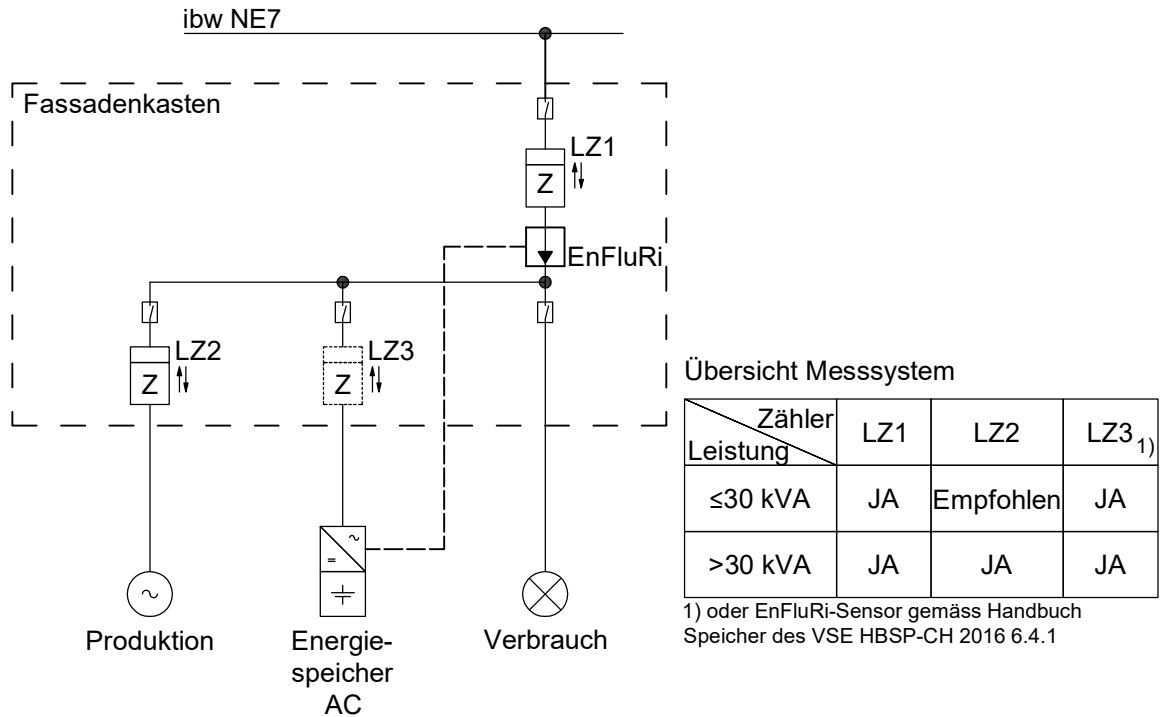 ibw NE7
Fassadenkasten
LZ1
Z
EnFluRi
LZ2
Z
LZ3
Z
Produktion
Energie-
speicher
AC
Verbrauch
Übersicht Messsystem
Zähler
Leistung
LZ1
LZ2
LZ3 1)
≤30 kVA
JA
Empfohlen
JA
>30 kVA
JA
JA
JA
1) oder EnFluRi-Sensor gemäss Handbuch
Speicher des VSE HBSP-CH 2016 6.4.1